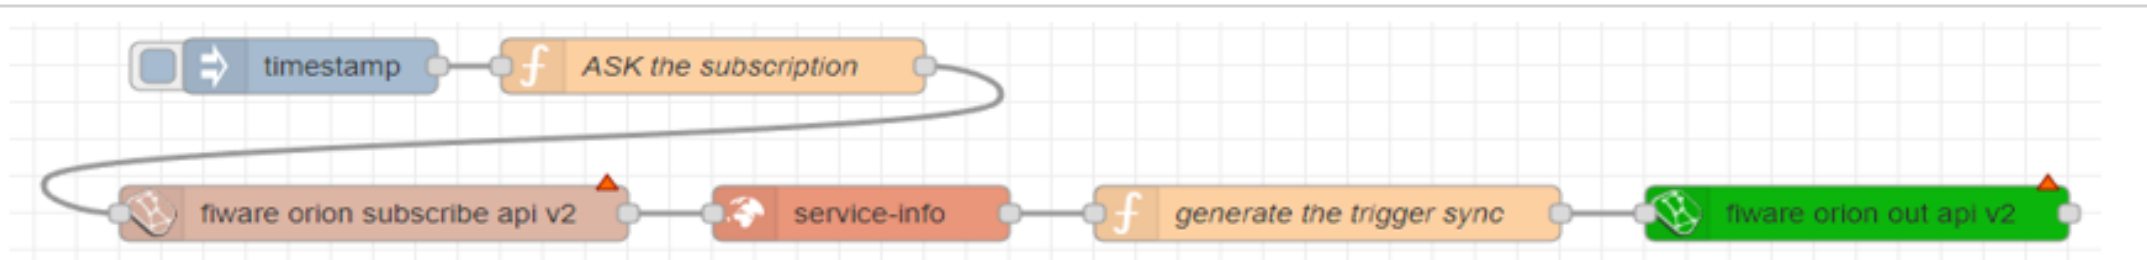 timestamp
ASK the subscription
fiware orion subscribe api v2
service-info
generate the trigger sync
fiware orion out api v2